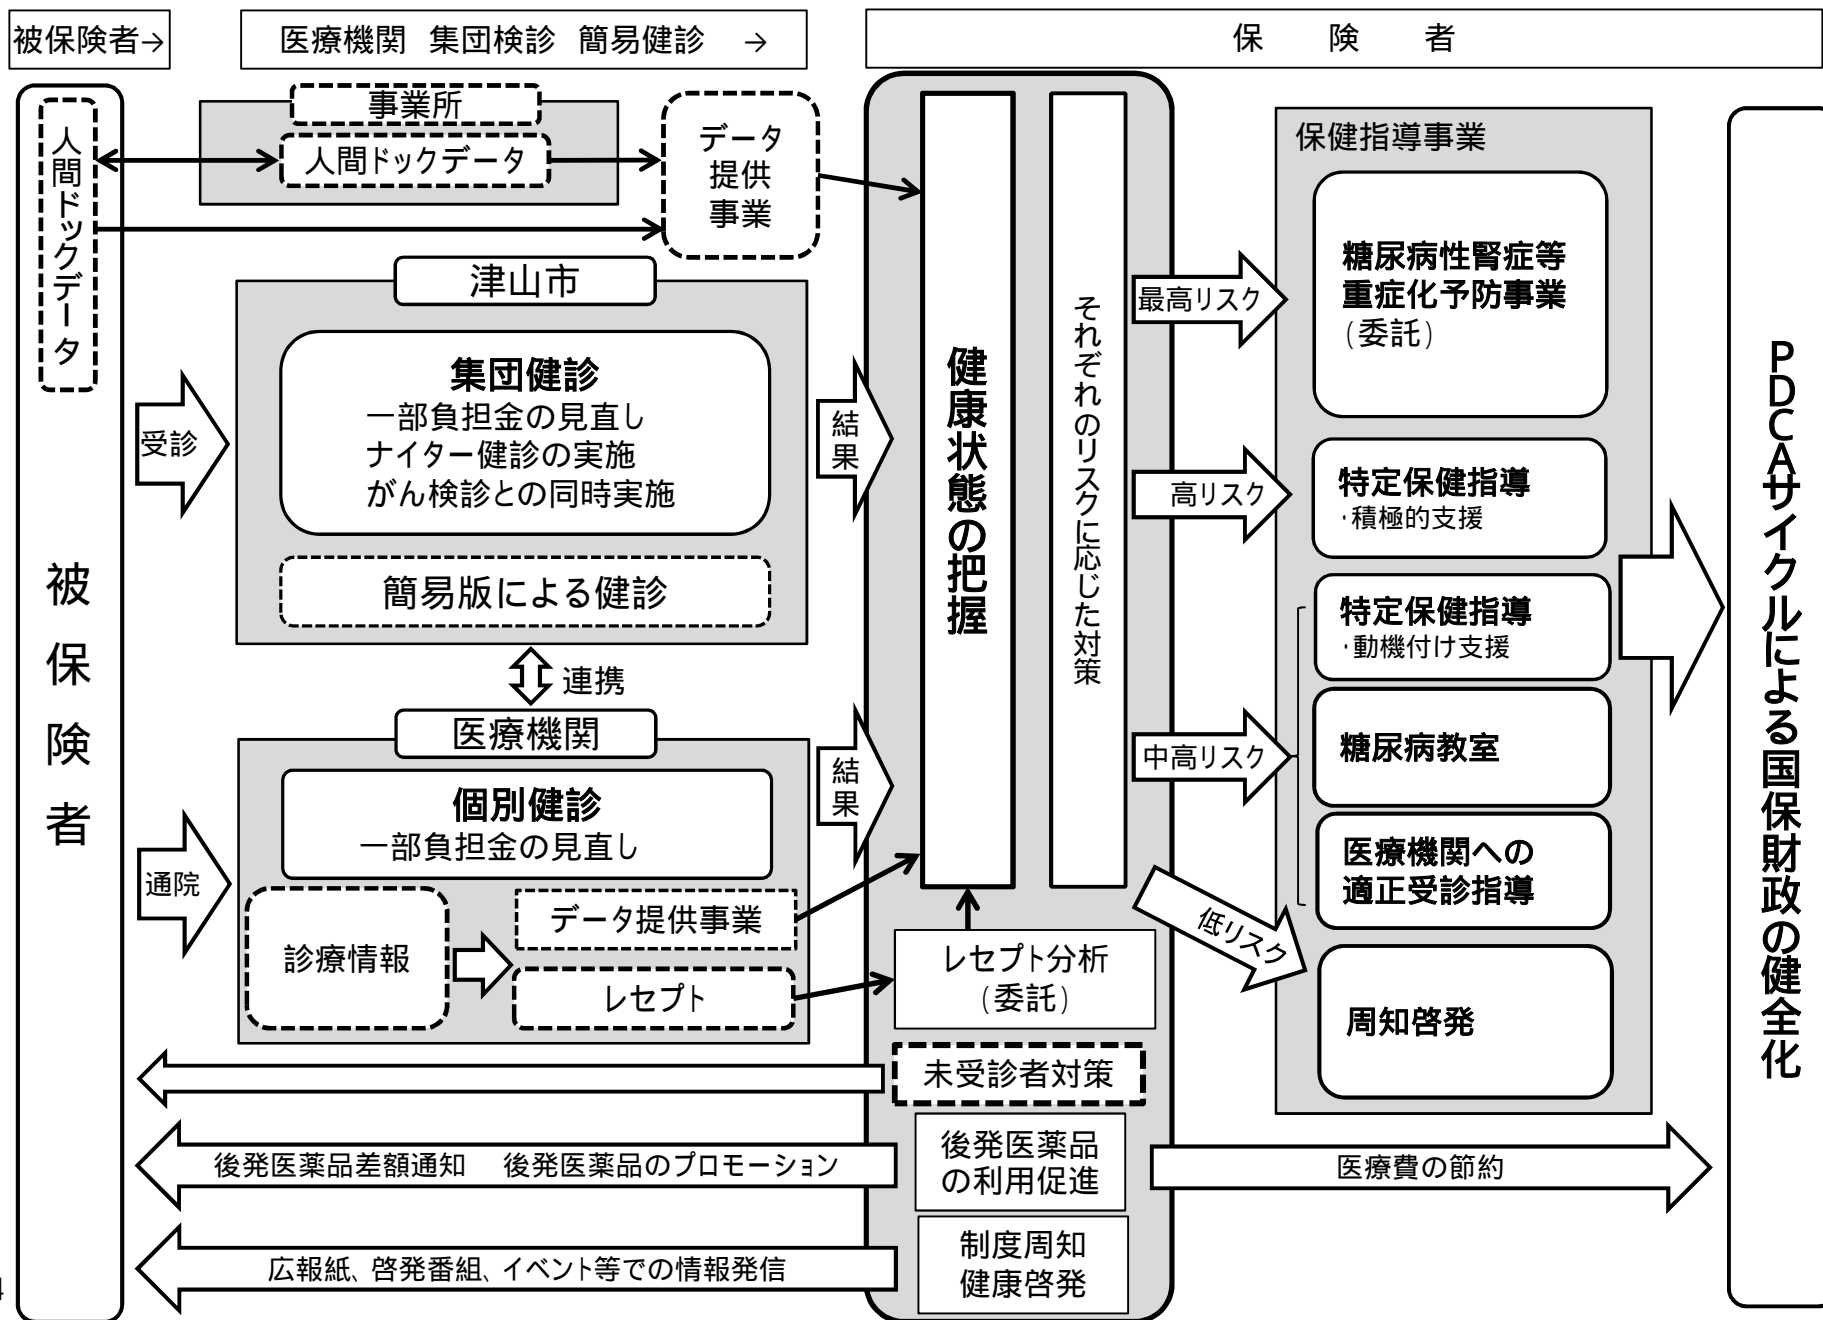 被保険者→
医療機関 集団検診 簡易健診 →
保 険 者
人間ドックデータ
被保険者
事業所
人間ドックデータ
データ
提供
事業
受診
津山市
集団健診
一部負担金の見直し
ナイター健診の実施
がん検診との同時実施
簡易版による健診
結
果
連携
医療機関
個別健診
一部負担金の見直し
通院
診療情報
データ提供事業
レセプト
結
果
健康状態の把握
それぞれのリスクに応じた対策
レセプト分析
(委託)
未受診者対策
後発医薬品
の利用促進
後発医薬品差額通知 後発医薬品のプロモーション
制度周知
健康啓発
広報紙、啓発番組、イベント等での情報発信
最高リスク
高リスク
中高リスク
低リスク
保健指導事業
糖尿病性腎症等
重症化予防事業
(委託)
特定保健指導
・積極的支援
特定保健指導
・動機付け支援
糖尿病教室
医療機関への
適正受診指導
周知啓発
医療費の節約
PDCAサイクルによる国保財政の健全化